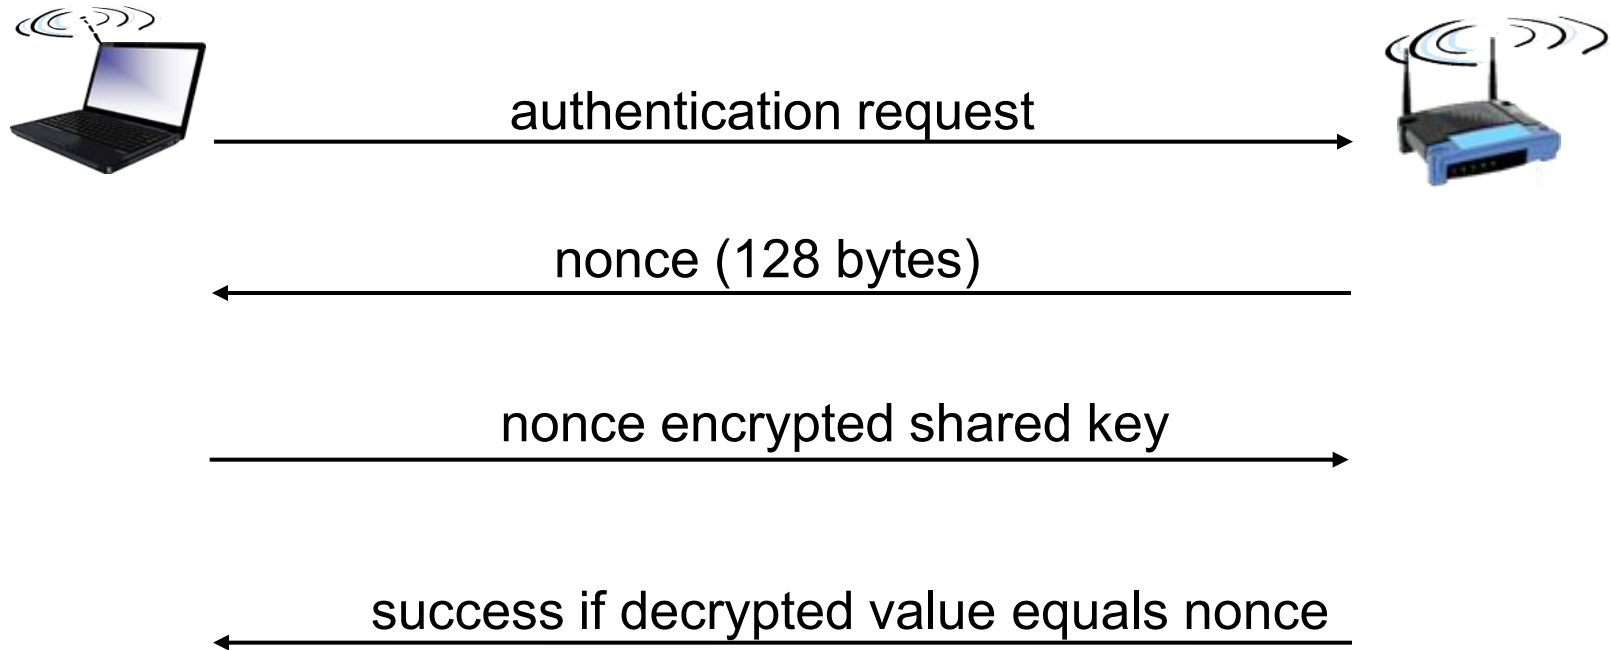 authentication request
nonce (128 bytes)
nonce encrypted shared key
success if decrypted value equals nonce